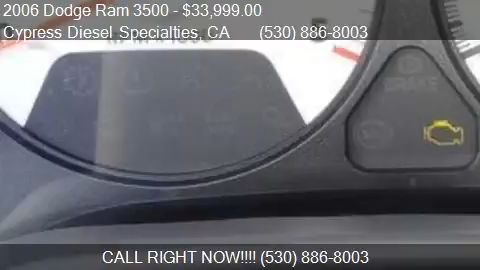 2006 Dodge Ram 3500 - $33,999.00
Cypress Diesel Specialties, CA (530) 886-8003
BRAKE
CALL RIGHT NOW!!!! (530) 886-8003